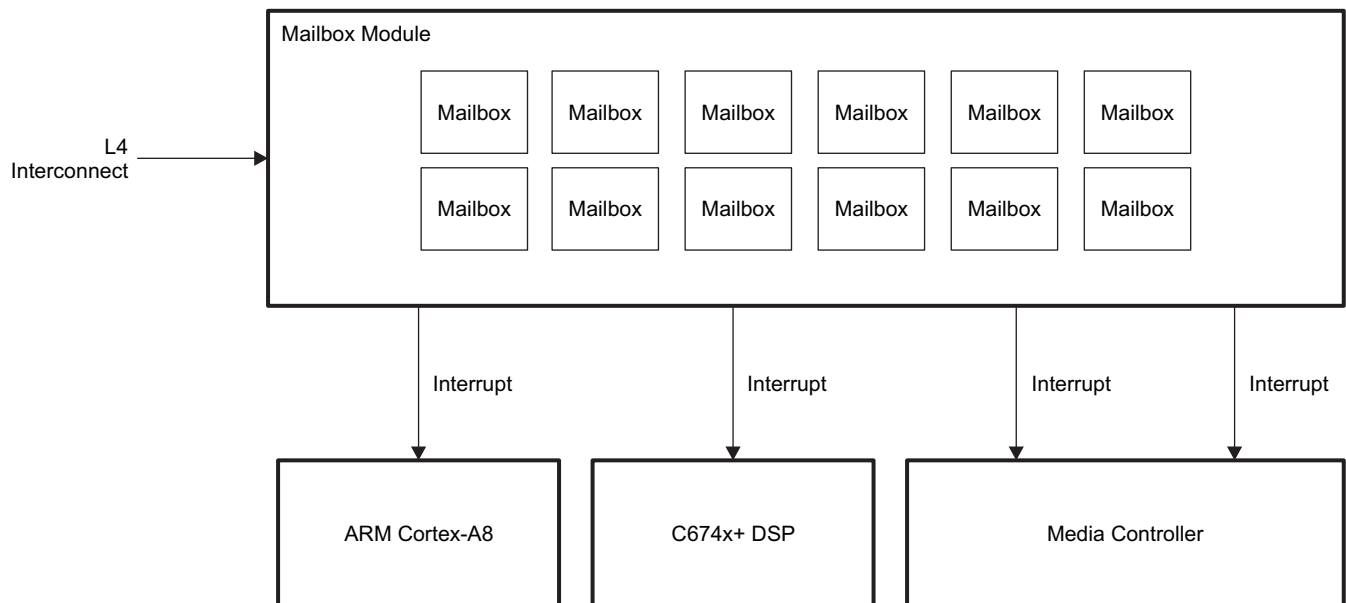 Mailbox Module
Mailbox Mailbox Mailbox Mailbox Mailbox Mailbox
L4
Interconnect
Mailbox Mailbox Mailbox Mailbox Mailbox Mailbox
Interrupt Interrupt Interrupt Interrupt
ARM Cortex-A8 C674x+ DSP Media Controller